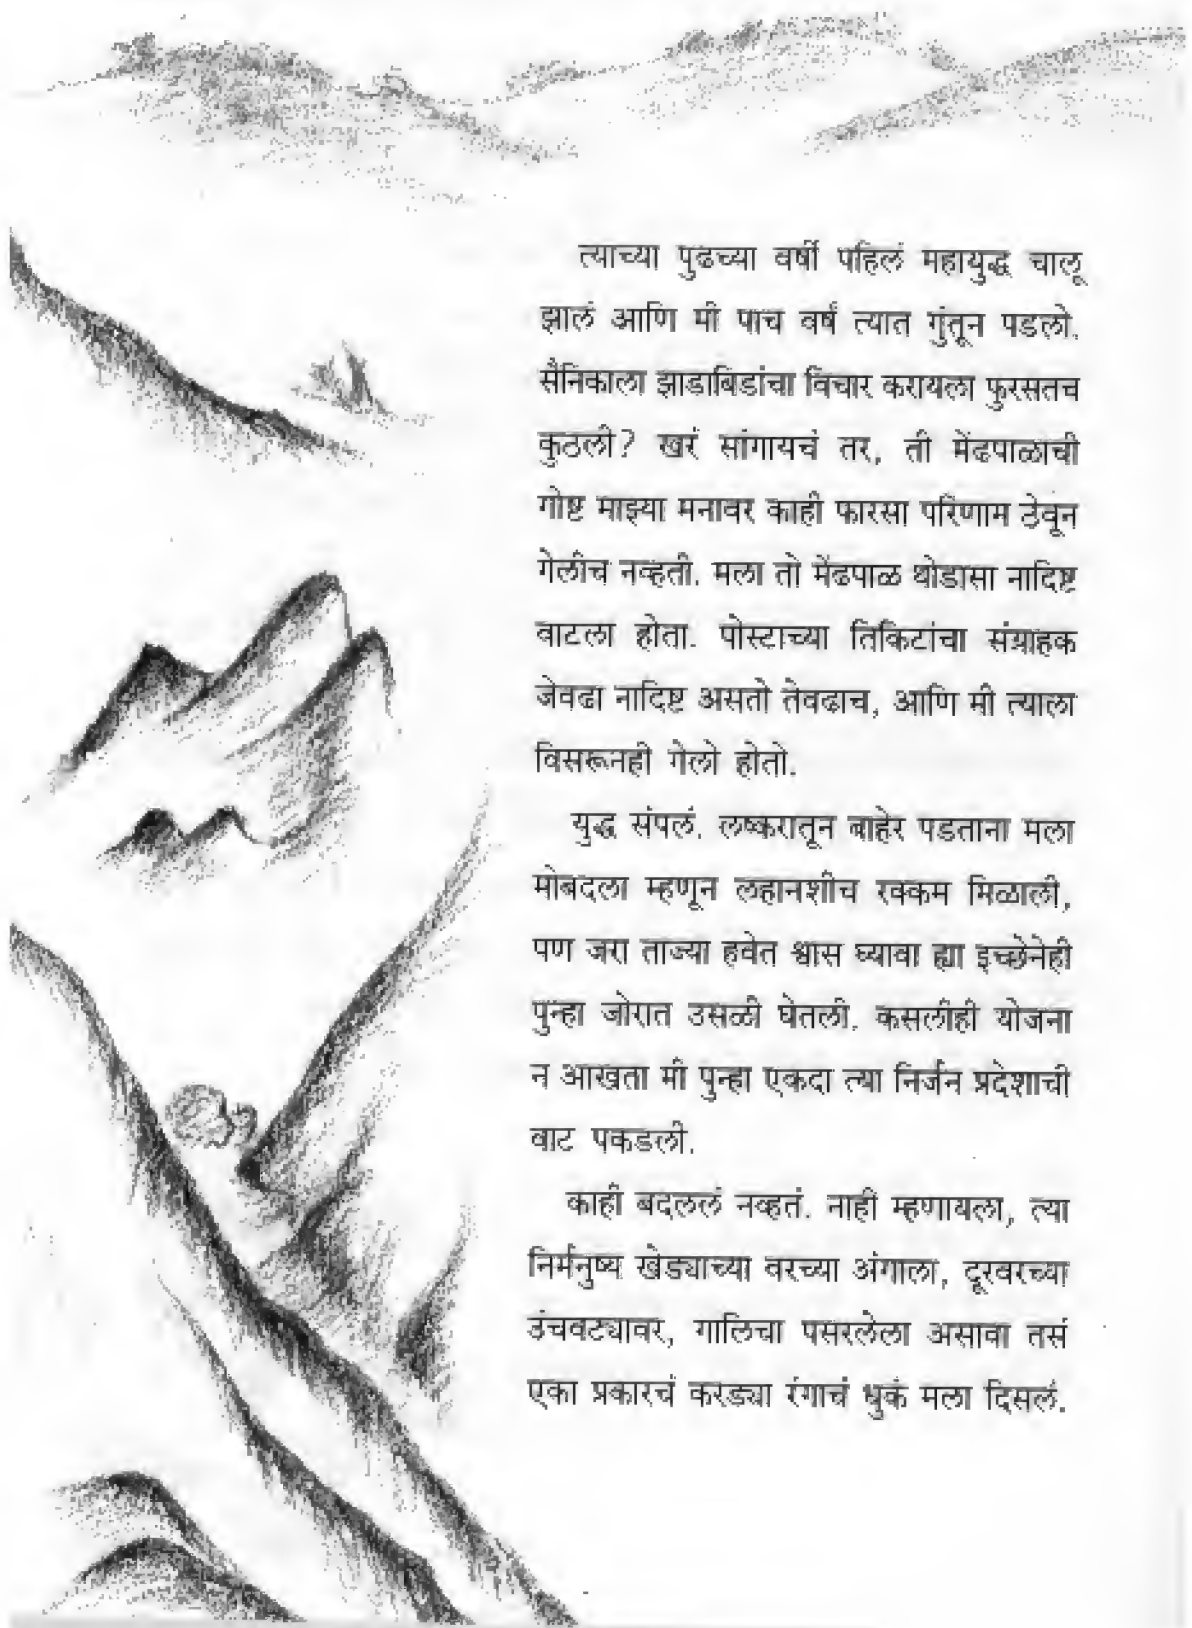 त्याच्या पुढच्या वर्षी पहिलं महायुद्ध चालू
झालं आणि मी पाच वर्षं त्यात गुंतून पडलो.
सैनिकाला झाडाबिडांचा विचार करायला फुरसतच
कुठली? खरं सांगायचं तर, ती मेंढपाळाची
गोष्ट माझ्या मनावर काही फारसा परिणाम ठेवून
गेलीच नव्हती. मला तो मेंढपाळ थोडासा नादिष्ट
वाटला होता. पोस्टाच्या तिकिटांचा संग्राहक
जेवढा नादिष्ट असतो तेवढाच, आणि मी त्याला
विसरूनही गेलो होतो.
युद्ध संपलं. लष्करातून बाहेर पडताना मला
मोबदला म्हणून लहानशीच रक्कम मिळाली,
पण जरा ताज्या हवेत श्वास घ्यावा ह्या इच्छेनेही
पुन्हा जोरात उसळी घेतली. कसलीही योजना
न आखता मी पुन्हा एकदा त्या निर्जन प्रदेशाची
वाट पकडली.
काही बदललं नव्हतं. नाही म्हणायला, त्या
निर्मनुष्य खेड्याच्या वरच्या अंगाला, दूरवरच्या
उंचवट्यावर, गालिचा पसरलेला असावा तसं
एका प्रकारचं करड्या रंगाचं धुकं मला दिसलं.